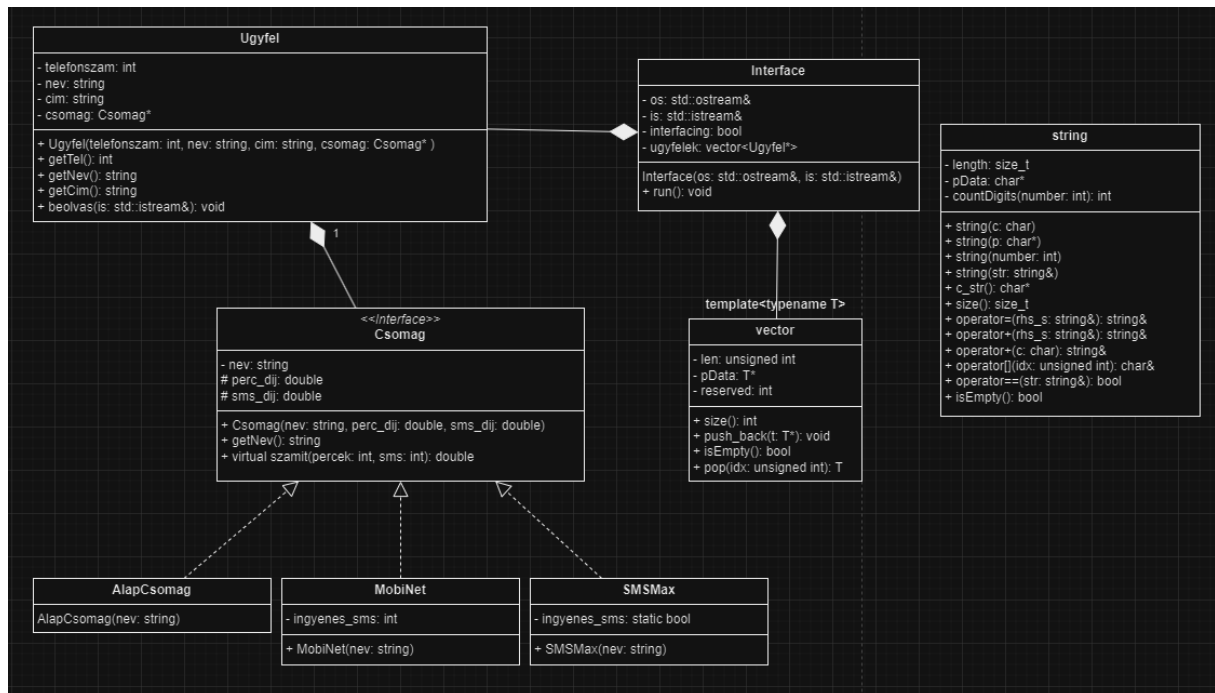 Ugyfel
- telefonszam: int
- nev: string
- cim: string
- csomag: Csomag*
+ Ugyfel(telefonszam: int, nev: string, cim: string, csomag: Csomag* )
+ getTel(): int
+ getNev(): string
+ getCim(): string
+ beolvas(is: std::istream&): void
1
Interface
- os: std::ostream&
- is: std::istream&
- interfacing: bool
- ugyfelek: vector<Ugyfel*>
Interface(os: std::ostream&, is: std::istream&)
+ run(): void
string
- length: size_t
- pData: char*
- countDigits(number: int): int
+ string(c: char)
+ string(p: char*)
+ string(number: int)
+ string(str: string&)
+ c_str(): char*
+ size(): size_t
+ operator=(rhs_s: string&): string&
+ operator+(rhs_s: string&): string&
+ operator+(c: char): string&
+ operator[](idx: unsigned int): char&
+ operator==(str: string&): bool
+ isEmpty(): bool
<<Interface>>
Csomag
- nev: string
# perc_dij: double
# sms_dij: double
+ Csomag(nev: string, perc_dij: double, sms_dij: double)
+ getNev(): string
+ virtual szamit(percek: int, sms: int): double
template<typename T>
vector
- len: unsigned int
- pData: T*
- reserved: int
+ size(): int
+ push_back(t: T*): void
+ isEmpty(): bool
+ pop(idx: unsigned int): T
AlapCsomag
AlapCsomag(nev: string)
MobiNet
- ingyenes_sms: int
+ MobiNet(nev: string)
SMSMax
- ingyenes_sms: static bool
+ SMSMax(nev: string)